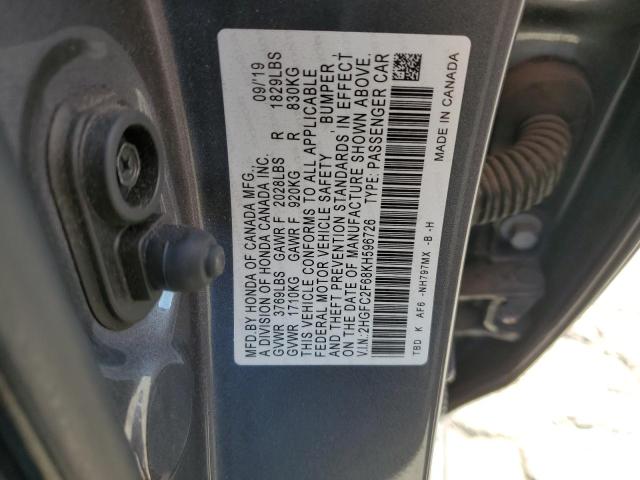 MFD.BY HONDA OF CANADA MFG. 09/19
A DIVISION OF HONDA CANADA INC.
GVWR 3769LBS GAWR F 2028LBS R 1829LBS
GVWR 1710KG GAWR F 920KG R 830KG
THIS VEHICLE CONFORMS TO ALL APPLICABLE
FEDERAL MOTOR VEHICLE SAFETY , BUMPER ,
AND THEFT PREVENTION STANDARDS IN EFFECT
ON THE DATE OF MANUFACTURE SHOWN ABOVE.
V.I.N.:2HGFC2F68KH596726 TYPE: PASSENGER CAR
TBD K AF6 -NH797MX -B -H
MADE IN CANADA